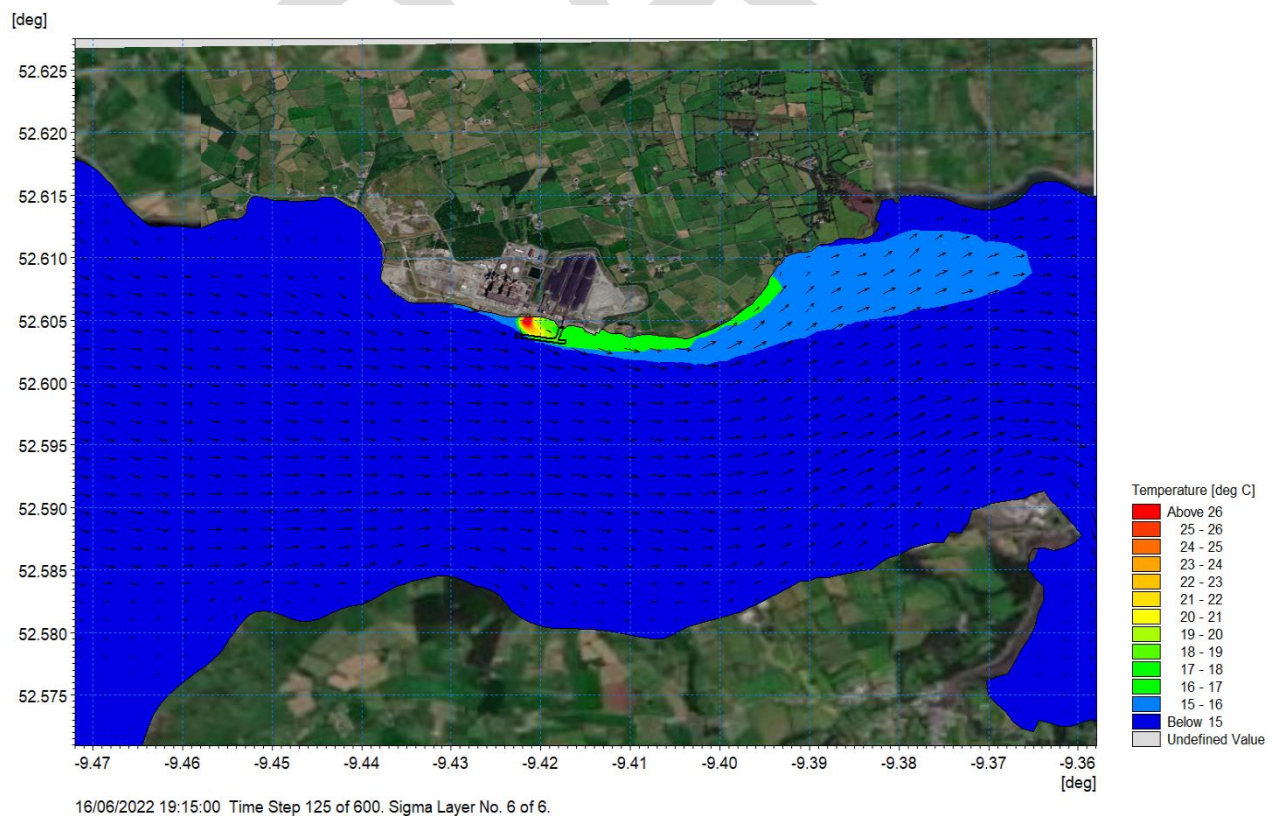 [deg]
52.625
52.620
52.615
52.610
52.605
52.600
52.595
52.590
52.585
52.580
52.575
-9.47 -9.46 -9.45 -9.44 -9.43 -9.42 -9.41 -9.40 -9.39 -9.38 -9.37 -9.36
[deg]
Temperature [deg C]
Above 26
25 - 26
24 - 25
23 - 24
22 - 23
21 - 22
20 - 21
19 - 20
18 - 19
17 - 18
16 - 17
15 - 16
Below 15
Undefined Value
16/06/2022 19:15:00 Time Step 125 of 600. Sigma Layer No. 6 of 6.